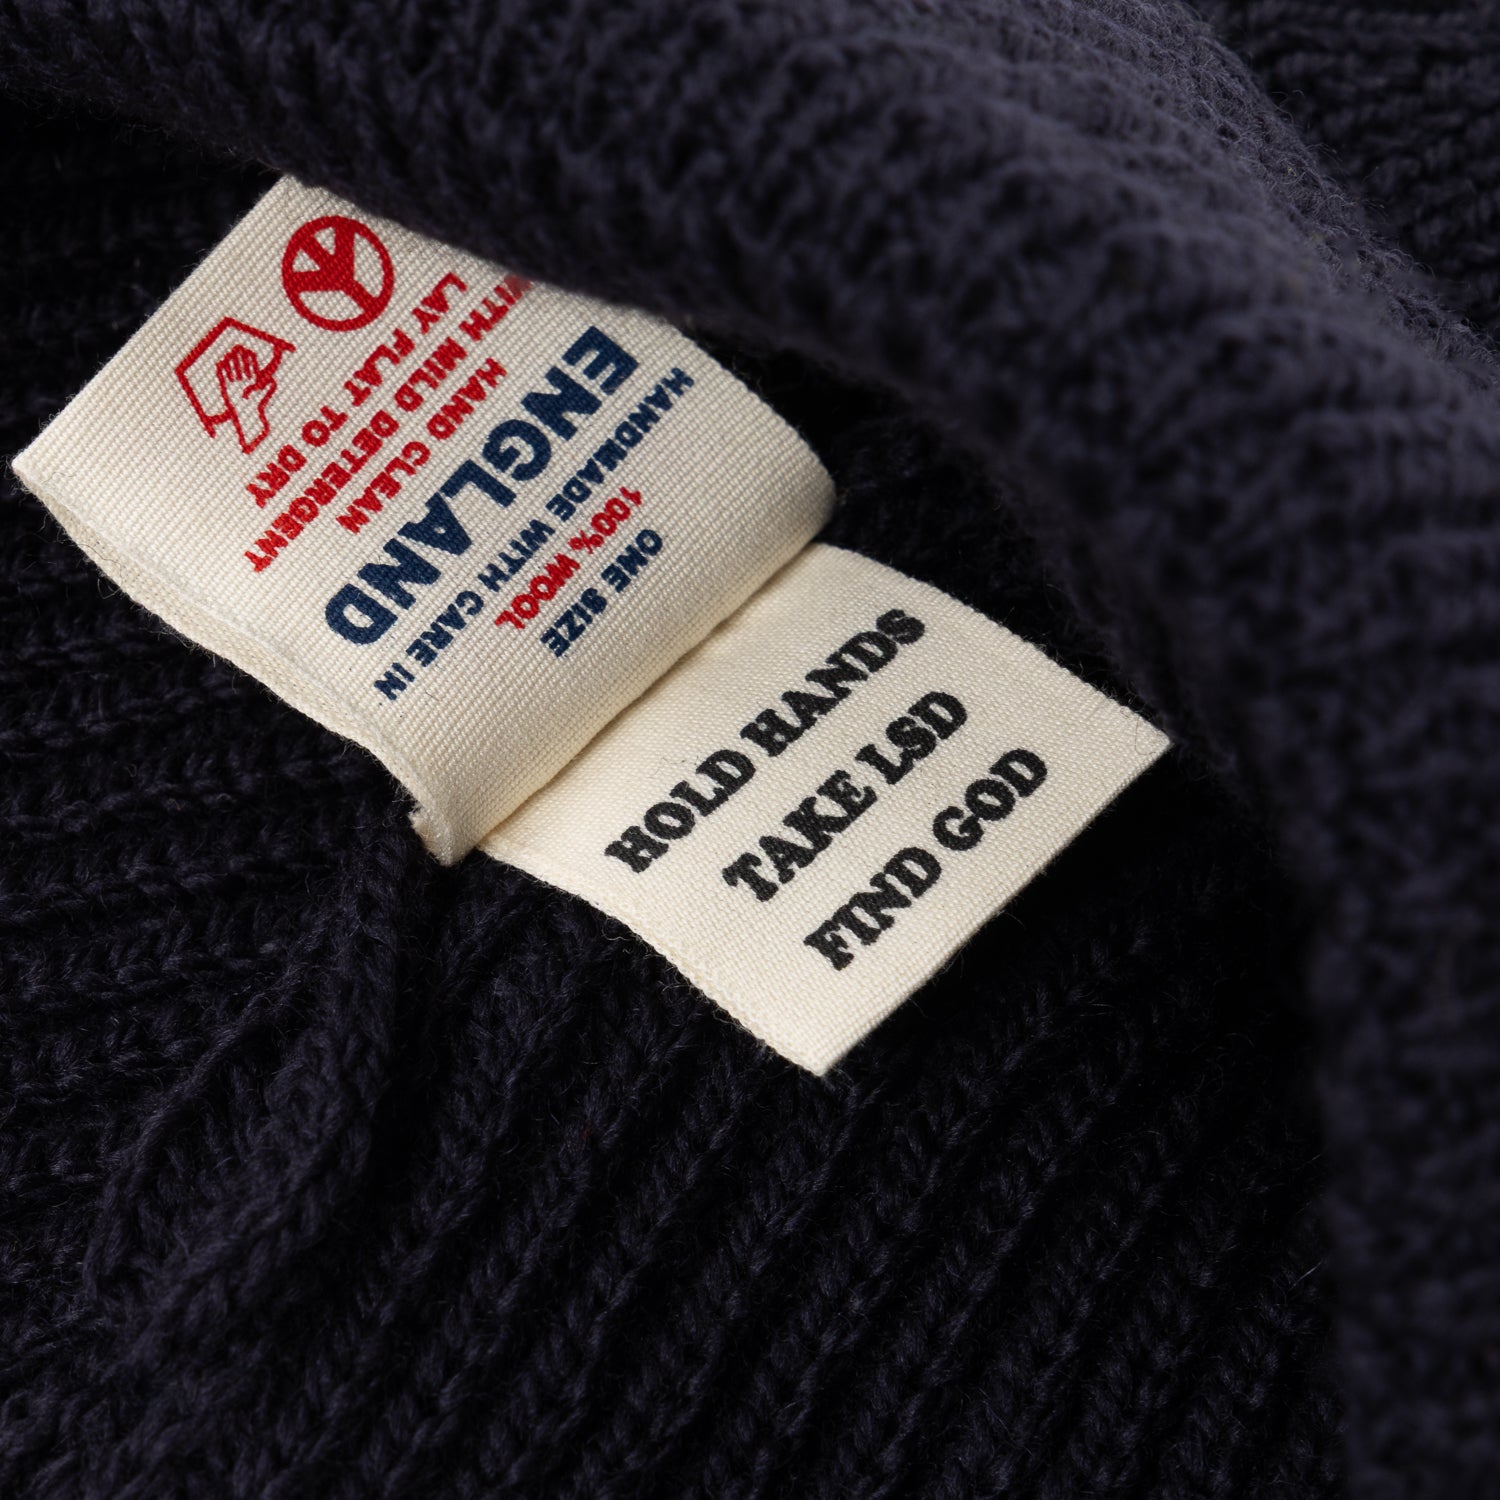 ONE SIZE
100% WOOL
HANDMADE WITH CARE IN
ENGLAND
HAND CLEAN
WITH MILD DETERGENT
LAY FLAT TO DRY
HOLD HANDS
TAKE LSD
FIND GOD